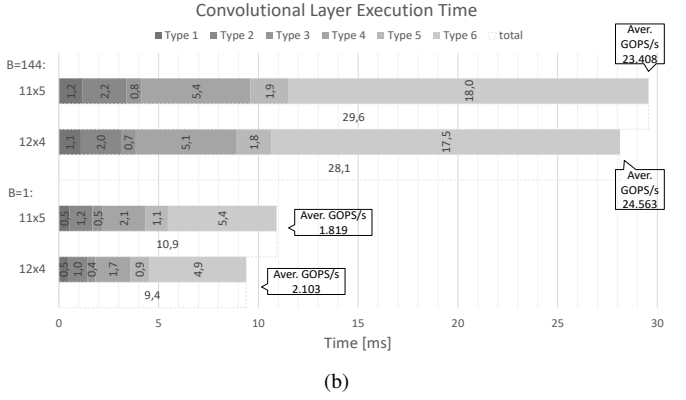 Convolutional Layer Execution Time
Type 1 Type 2 Type 3 Type 4 Type 5 Type 6 total
Aver.
GOPS/s
23.408
B=144:
11x5
1,2 2,2 0,8 5,4 1,9 18,0
29,6
12x4
1,1 2,0 0,7 5,1 1,8 17,5
28,1
Aver.
GOPS/s
24.563
B=1:
11x5
0,5 1,2 0,5 2,1 1,1 5,4
Aver. GOPS/s
1.819
10,9
12x4
0,5 1,0 0,4 1,7 0,9 4,9
Aver. GOPS/s
2.103
9,4
0 5 10 15 20 25 30
Time [ms]
(b)